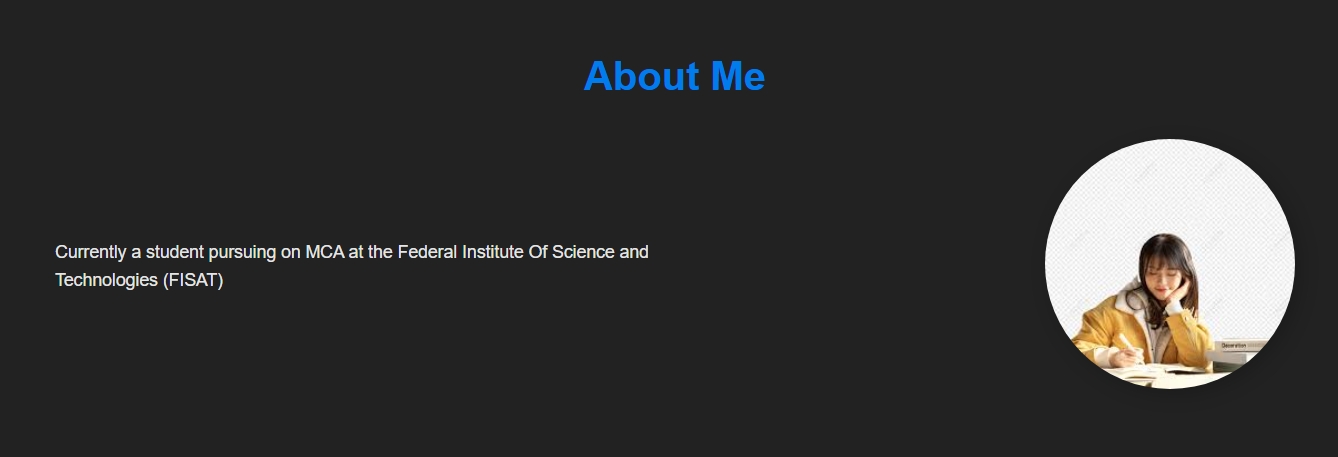 About Me
Currently a student pursuing on MCA at the Federal Institute Of Science and
Technologies (FISAT)
Decoration